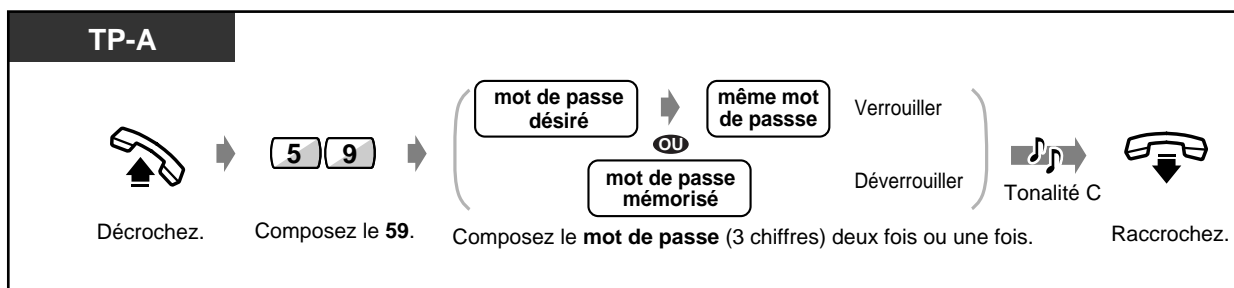 TP-A
mot de passe
désiré
même mot
de passse
Verrouiller
OU
mot de passe
mémorisé
Déverrouiller
5 9
Tonalité C
Décrochez.
Composez le 59.
Composez le mot de passe (3 chiffres) deux fois ou une fois.
Raccrochez.